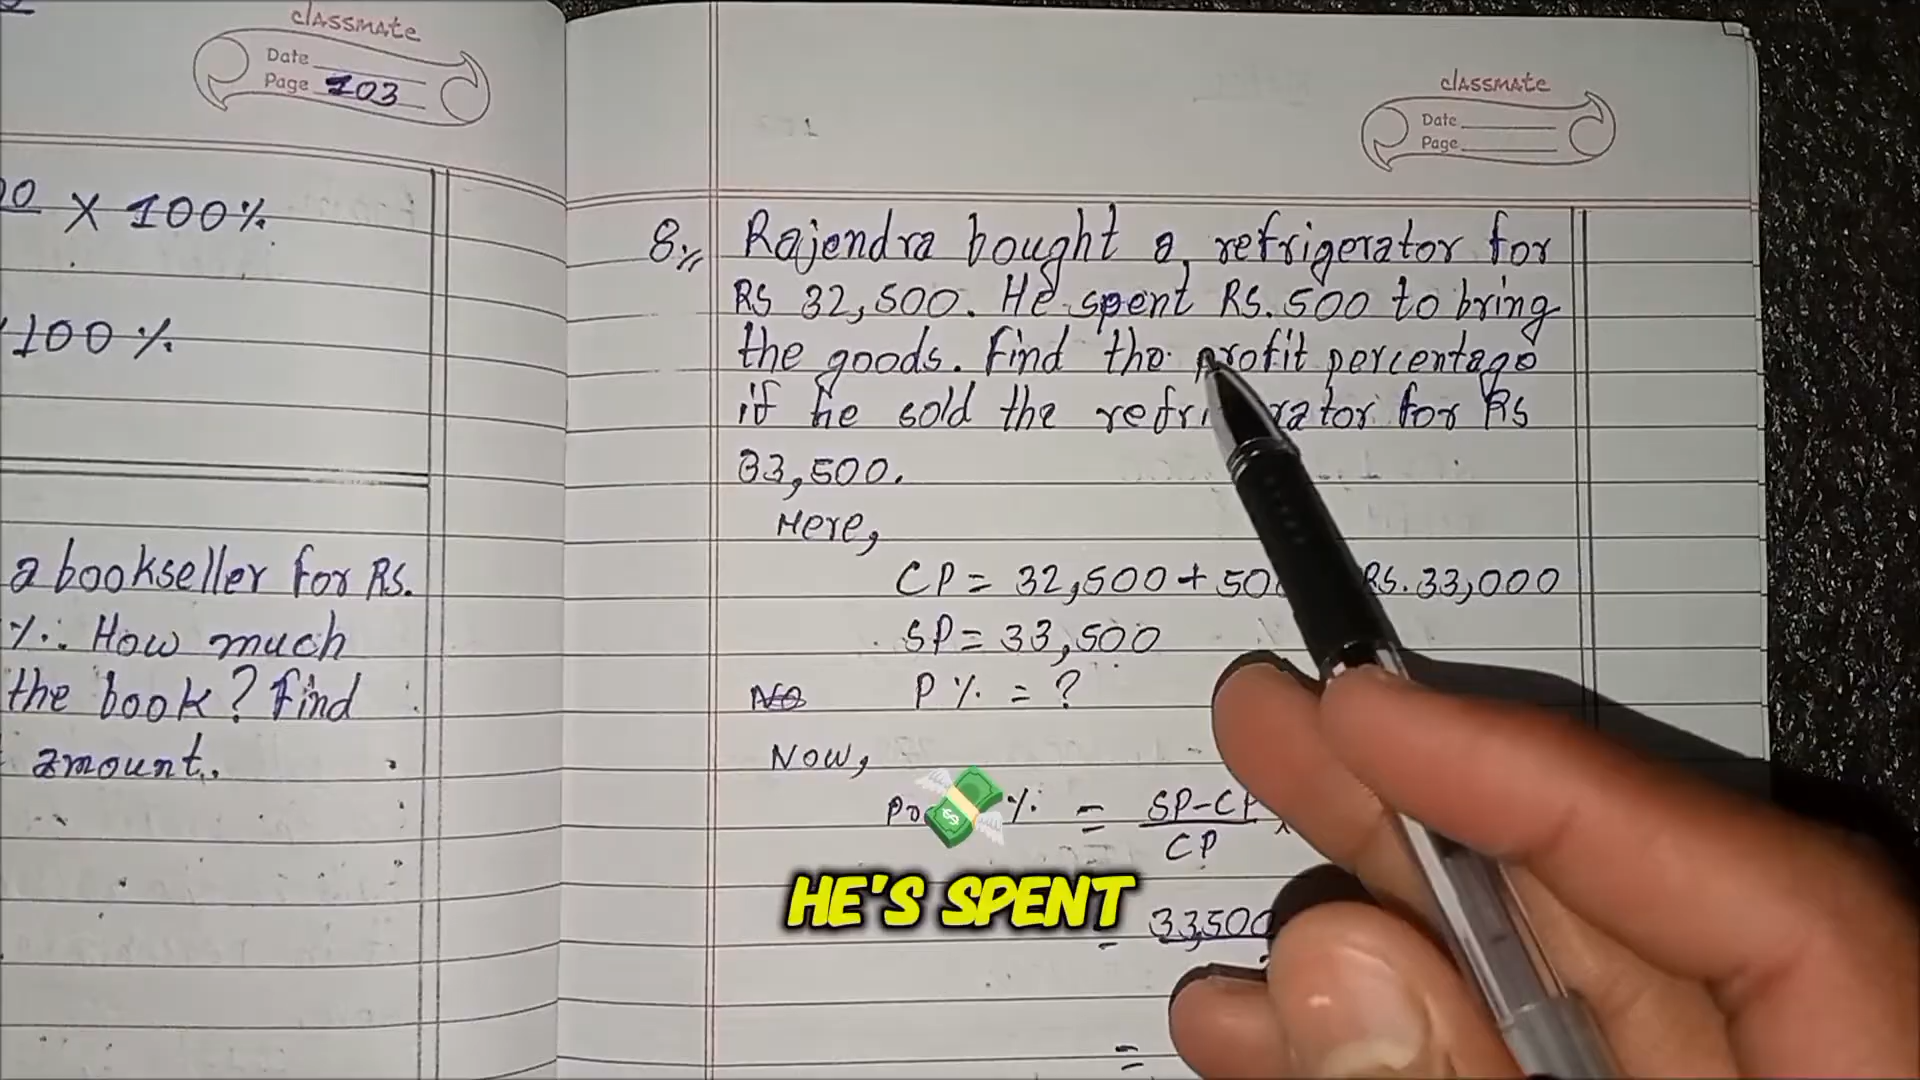 classmate
Date
Page 103
00 X 100%
100%
a bookseller for Rs.
%. How much
the book? Find
amount.
classmate
Date
Page
8. Rajendra bought a refrigerator for
RS 32,500. He spent RS. 500 to bring
the goods. Find the profit percentage
if he sold the for RS
33,500.
Here,
CP = 32,500 + 500 RS. 33,000
SP = 33,500
P% = ?
Now,
% = SP-CP
CP
HE'S SPENT
= 33,500
=